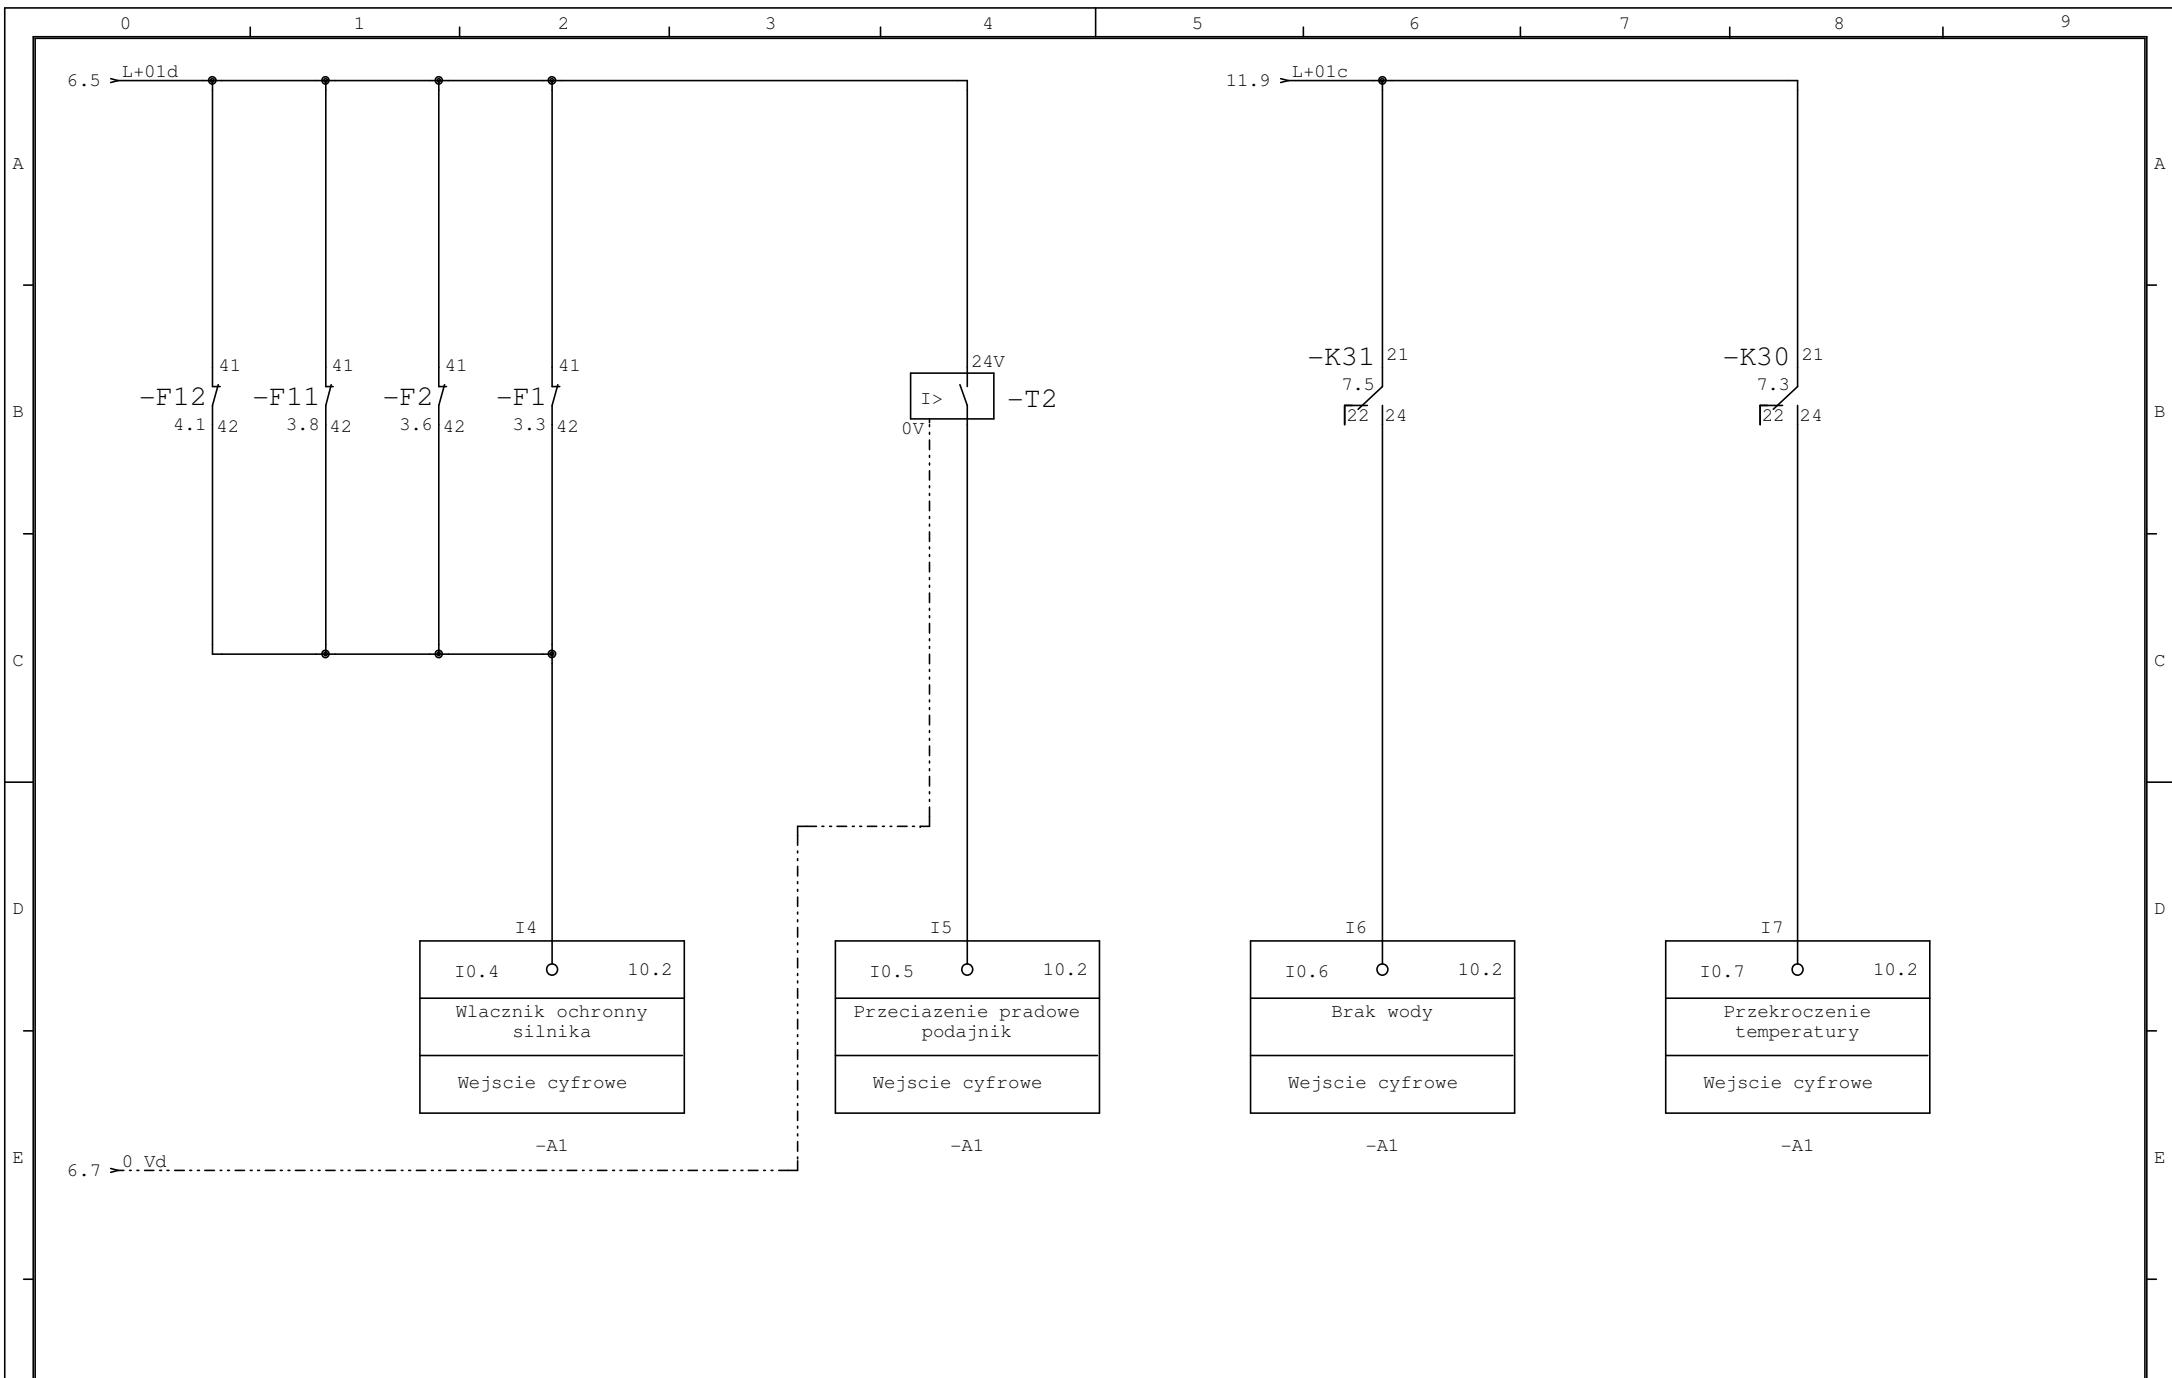 0 1 2 3 4 5 6 7 8 9
6.5 L+01d
11.9 L+01c
A A
41 41 41 41
-F12 -F11 -F2 -F1
4.1 42 3.8 42 3.6 42 3.3 42
24V
I> -T2
0V
-K31 21
7.5
22 24
-K30 21
7.3
22 24
B B
C C
D D
I4
I0.4 10.2
Wlacznik ochronny
silnika
Wejscie cyfrowe
-A1
I5
I0.5 10.2
Przeciazenie pradowe
podajnik
Wejscie cyfrowe
-A1
I6
I0.6 10.2
Brak wody
Wejscie cyfrowe
-A1
I7
I0.7 10.2
Przekroczenie
temperatury
Wejscie cyfrowe
-A1
E E
6.7 0 Vd